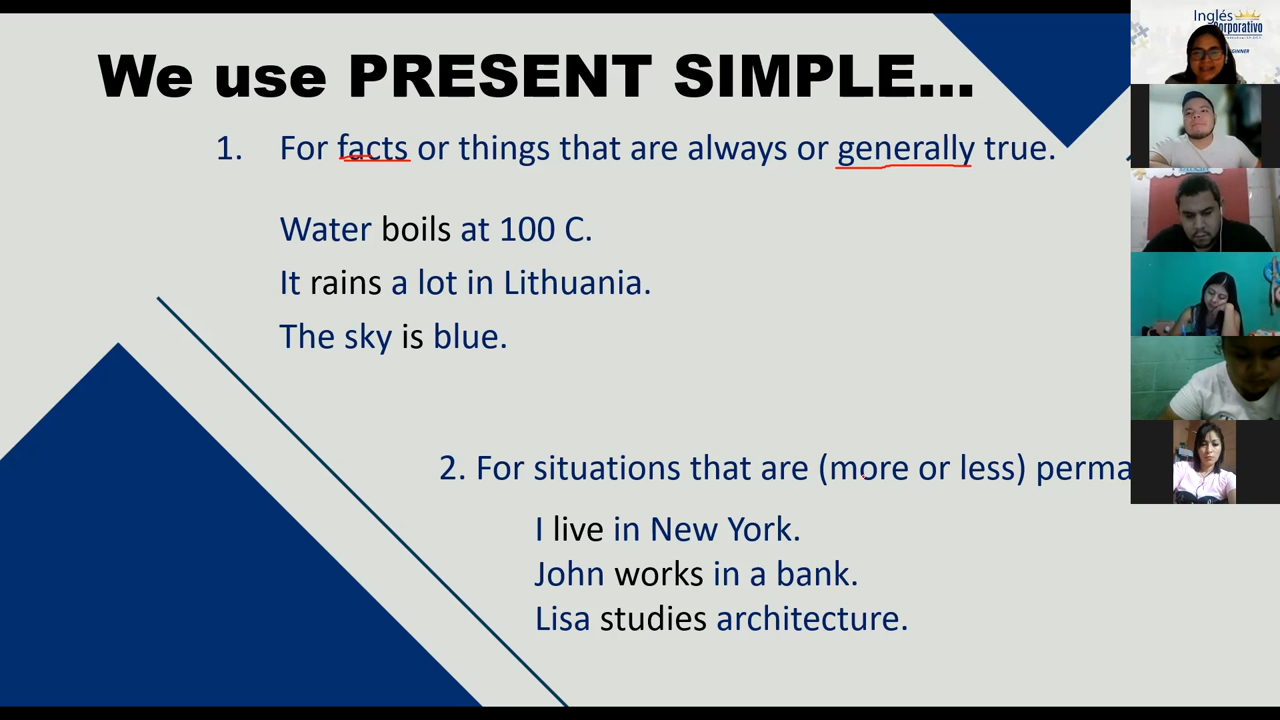 We use PRESENT SIMPLE...
1. For facts or things that are always or generally true.
Water boils at 100 C.
It rains a lot in Lithuania.
The sky is blue.
2. For situations that are (more or less) perma
I live in New York.
John works in a bank.
Lisa studies architecture.
Inglés
Corporativo